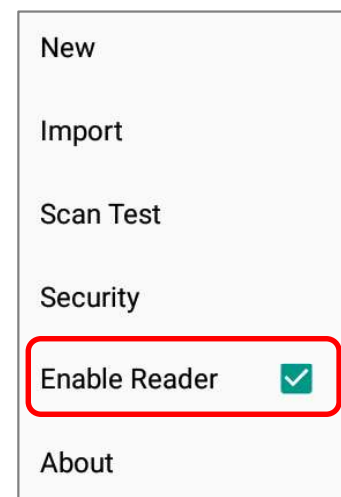 New
Import
Scan Test
Security
Enable Reader
About